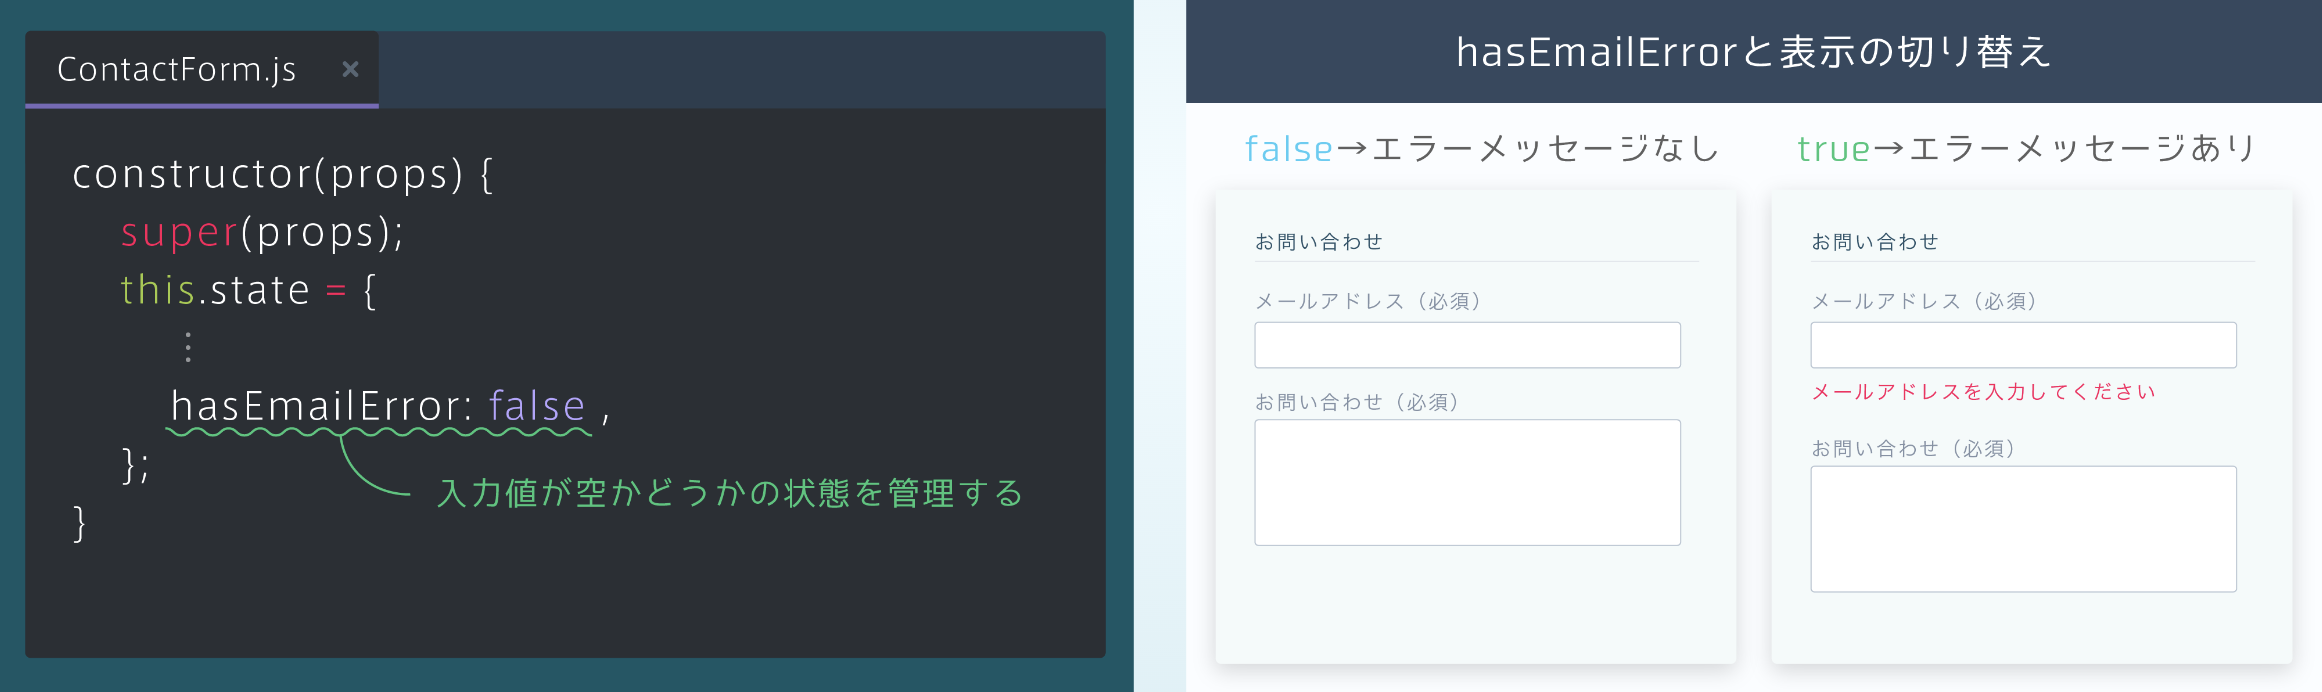 ContactForm.js ×
constructor(props) {
super(props);
this.state = {
⋮
hasEmailError: false ,
};
入力値が空かどうかの状態を管理する
}
hasEmailErrorと表示の切り替え
false→エラーメッセージなし
お問い合わせ
メールアドレス（必須）
お問い合わせ（必須）
true→エラーメッセージあり
お問い合わせ
メールアドレス（必須）
メールアドレスを入力してください
お問い合わせ（必須）